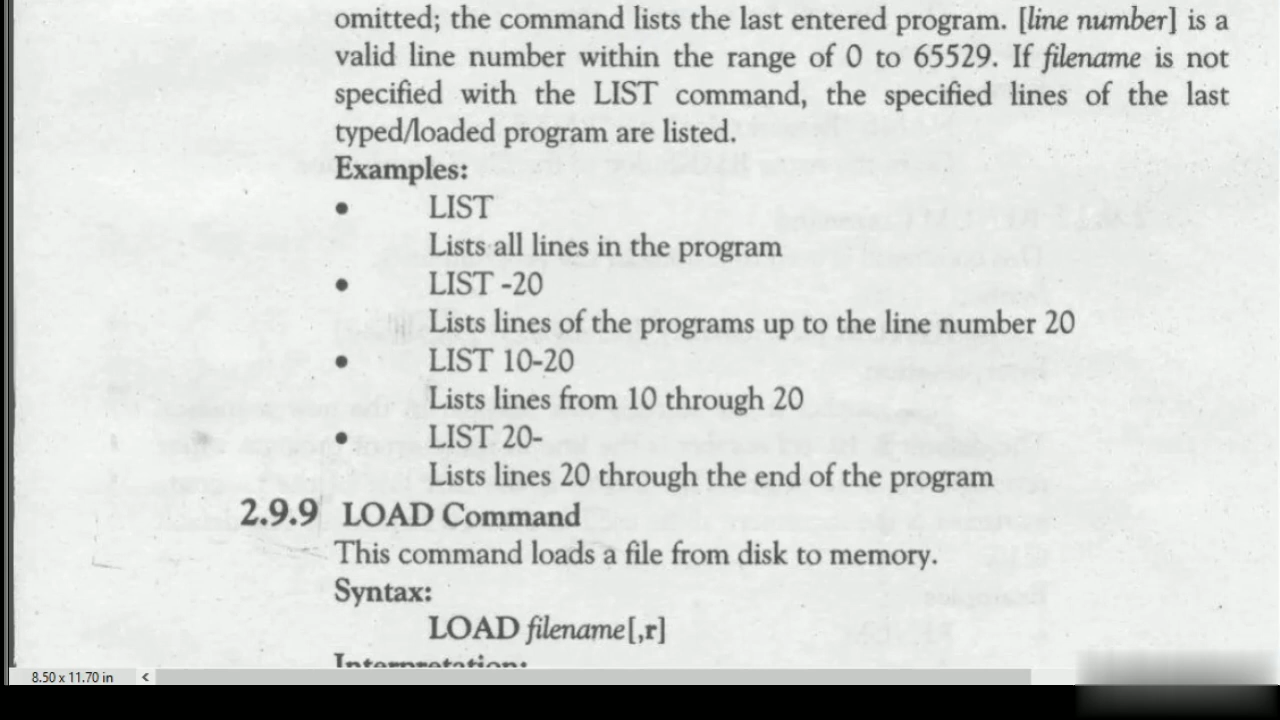 omitted; the command lists the last entered program. [line number] is a
valid line number within the range of 0 to 65529. If filename is not
specified with the LIST command, the specified lines of the last
typed/loaded program are listed.
Examples:
• LIST
Lists all lines in the program
• LIST -20
Lists lines of the programs up to the line number 20
• LIST 10-20
Lists lines from 10 through 20
• LIST 20-
Lists lines 20 through the end of the program
2.9.9 LOAD Command
This command loads a file from disk to memory.
Syntax:
LOAD filename[,r]
Interpretation:
8.50 x 11.70 in <